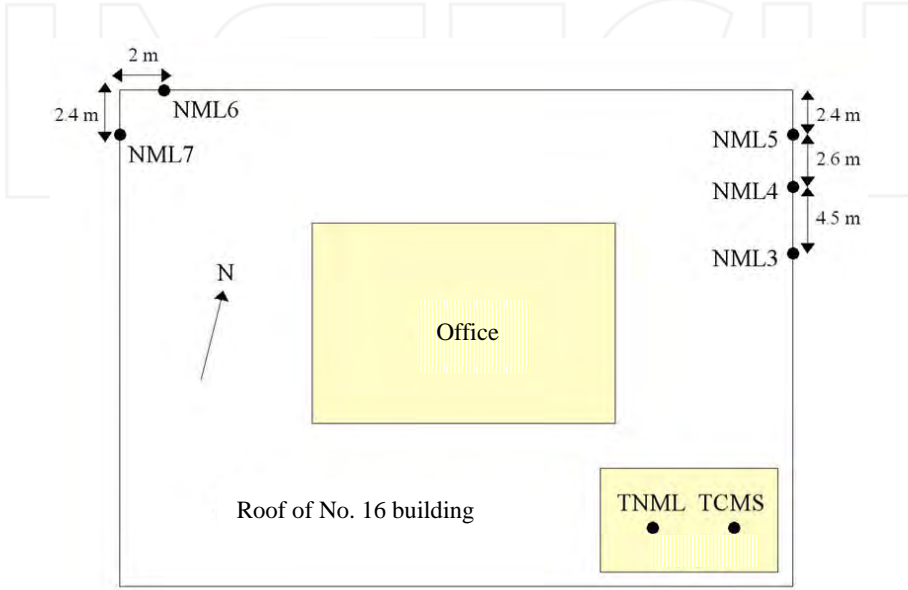 2 m
2.4 m
NML6
NML7
2.4 m
NML5
2.6 m
NML4
4.5 m
NML3
N
Office
Roof of No. 16 building
TNML TCMS